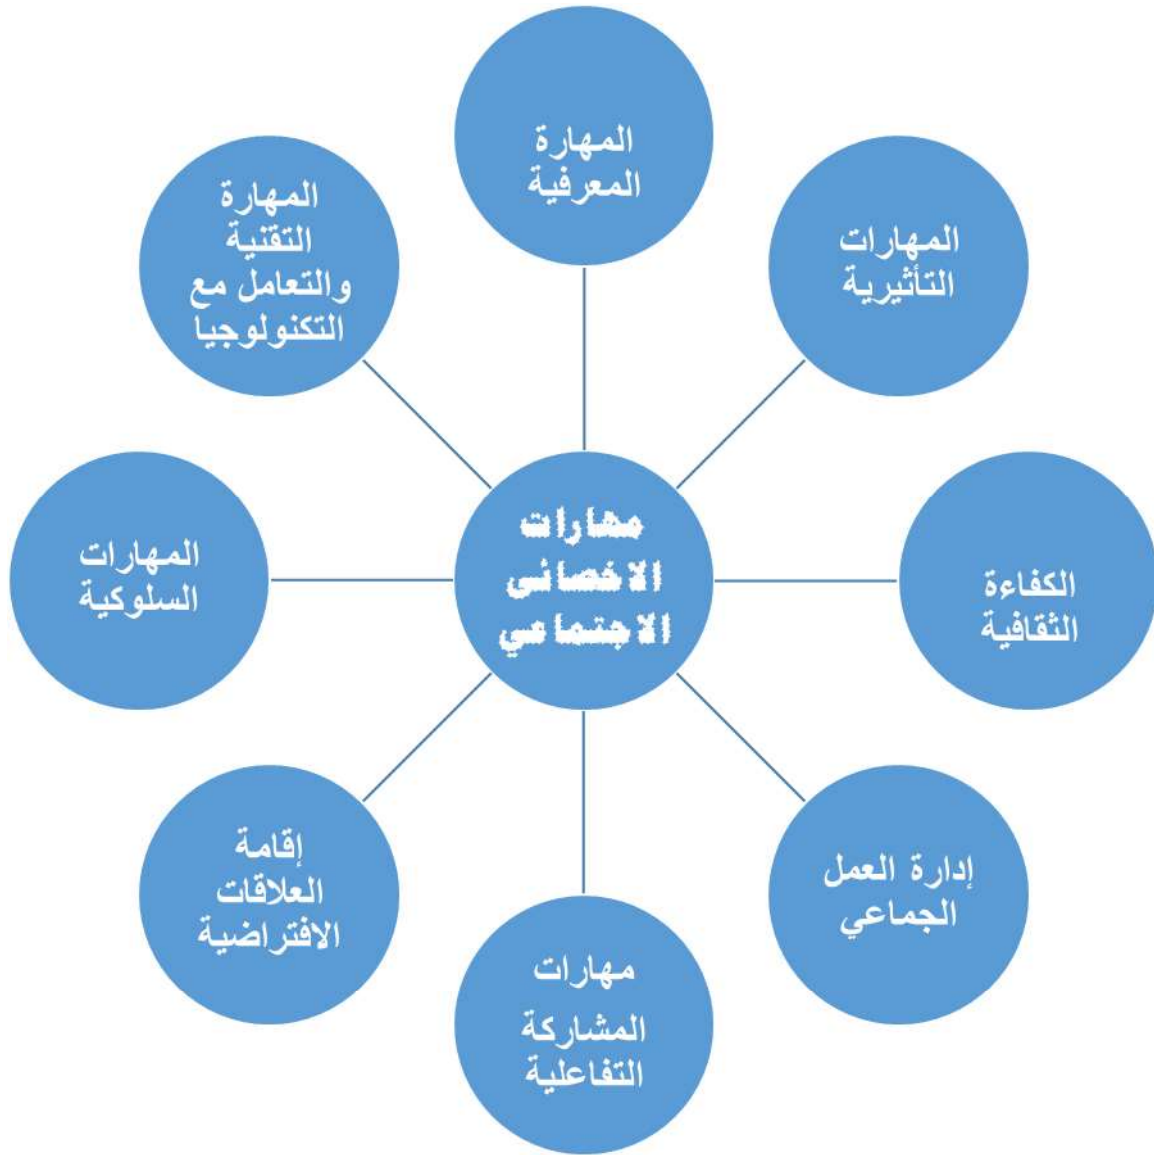 المهارة
المعرفية
المهارات
التأثيرية
الكفاءة
الثقافية
إدارة العمل
الجماعي
مهارات
المشاركة
التفاعلية
إقامة
العلاقات
الافتراضية
المهارات
السلوكية
المهارة
التقنية
والتعامل مع
التكنولوجيا
مهارات
الاخصائى
الاجتماعي